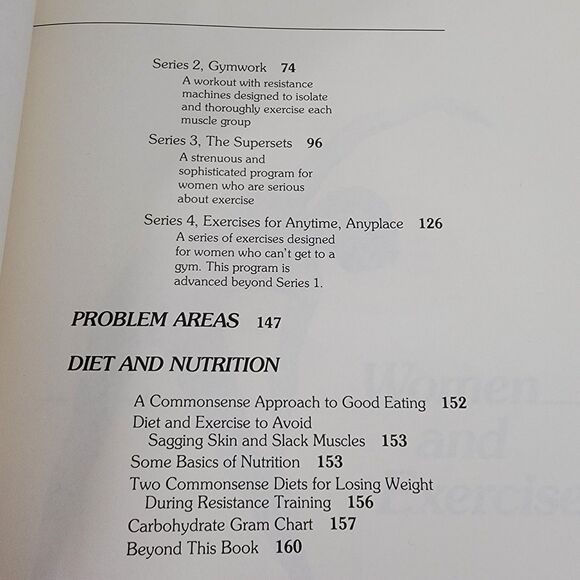 Series 2, Gymwork 74
A workout with resistance
machines designed to isolate
and thoroughly exercise each
muscle group
Series 3, The Supersets 96
A strenuous and
sophisticated program for
women who are serious
about exercise
Series 4, Exercises for Anytime, Anyplace 126
A series of exercises designed
for women who can't get to a
gym. This program is
advanced beyond Series 1.
PROBLEM AREAS 147
DIET AND NUTRITION
A Commonsense Approach to Good Eating 152
Diet and Exercise to Avoid
Sagging Skin and Slack Muscles 153
Some Basics of Nutrition 153
Two Commonsense Diets for Losing Weight
During Resistance Training 156
Carbohydrate Gram Chart 157
Beyond This Book 160
Women
and
Exercise